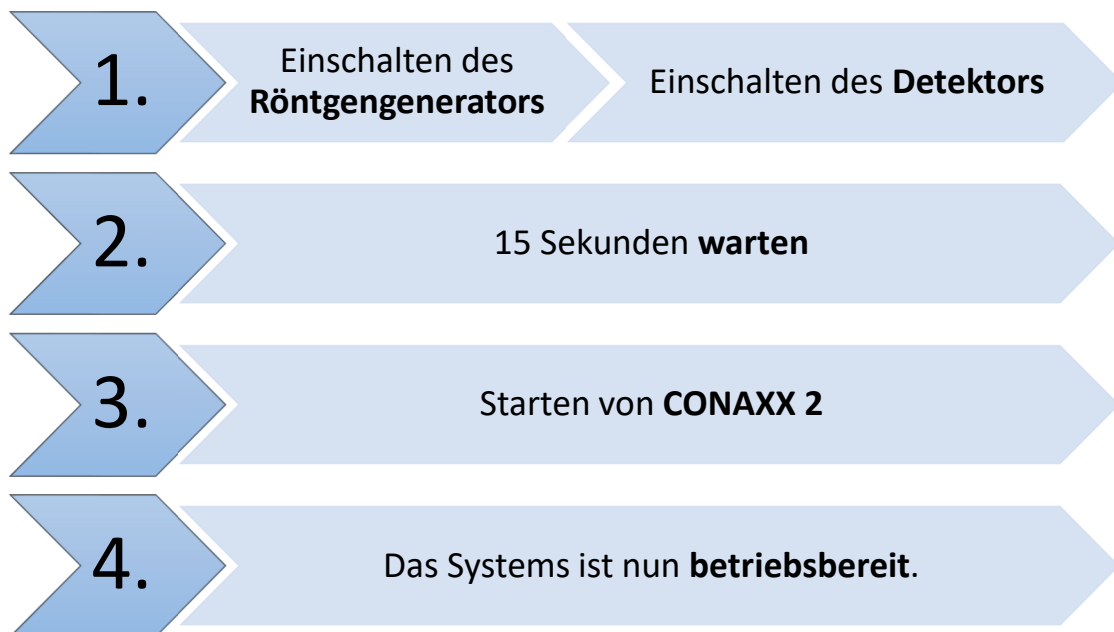 1.
Einschalten des
Röntgengenerators
Einschalten des Detektors
2.
15 Sekunden warten
3.
Starten von CONAXX 2
4.
Das Systems ist nun betriebsbereit.